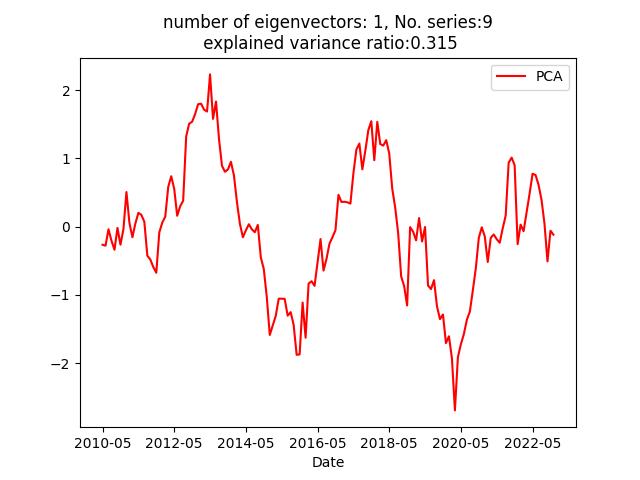 number of eigenvectors: 1, No. series:9
explained variance ratio:0.315
PCA
2
1
0
−1
−2
2010-05 2012-05 2014-05 2016-05 2018-05 2020-05 2022-05
Date